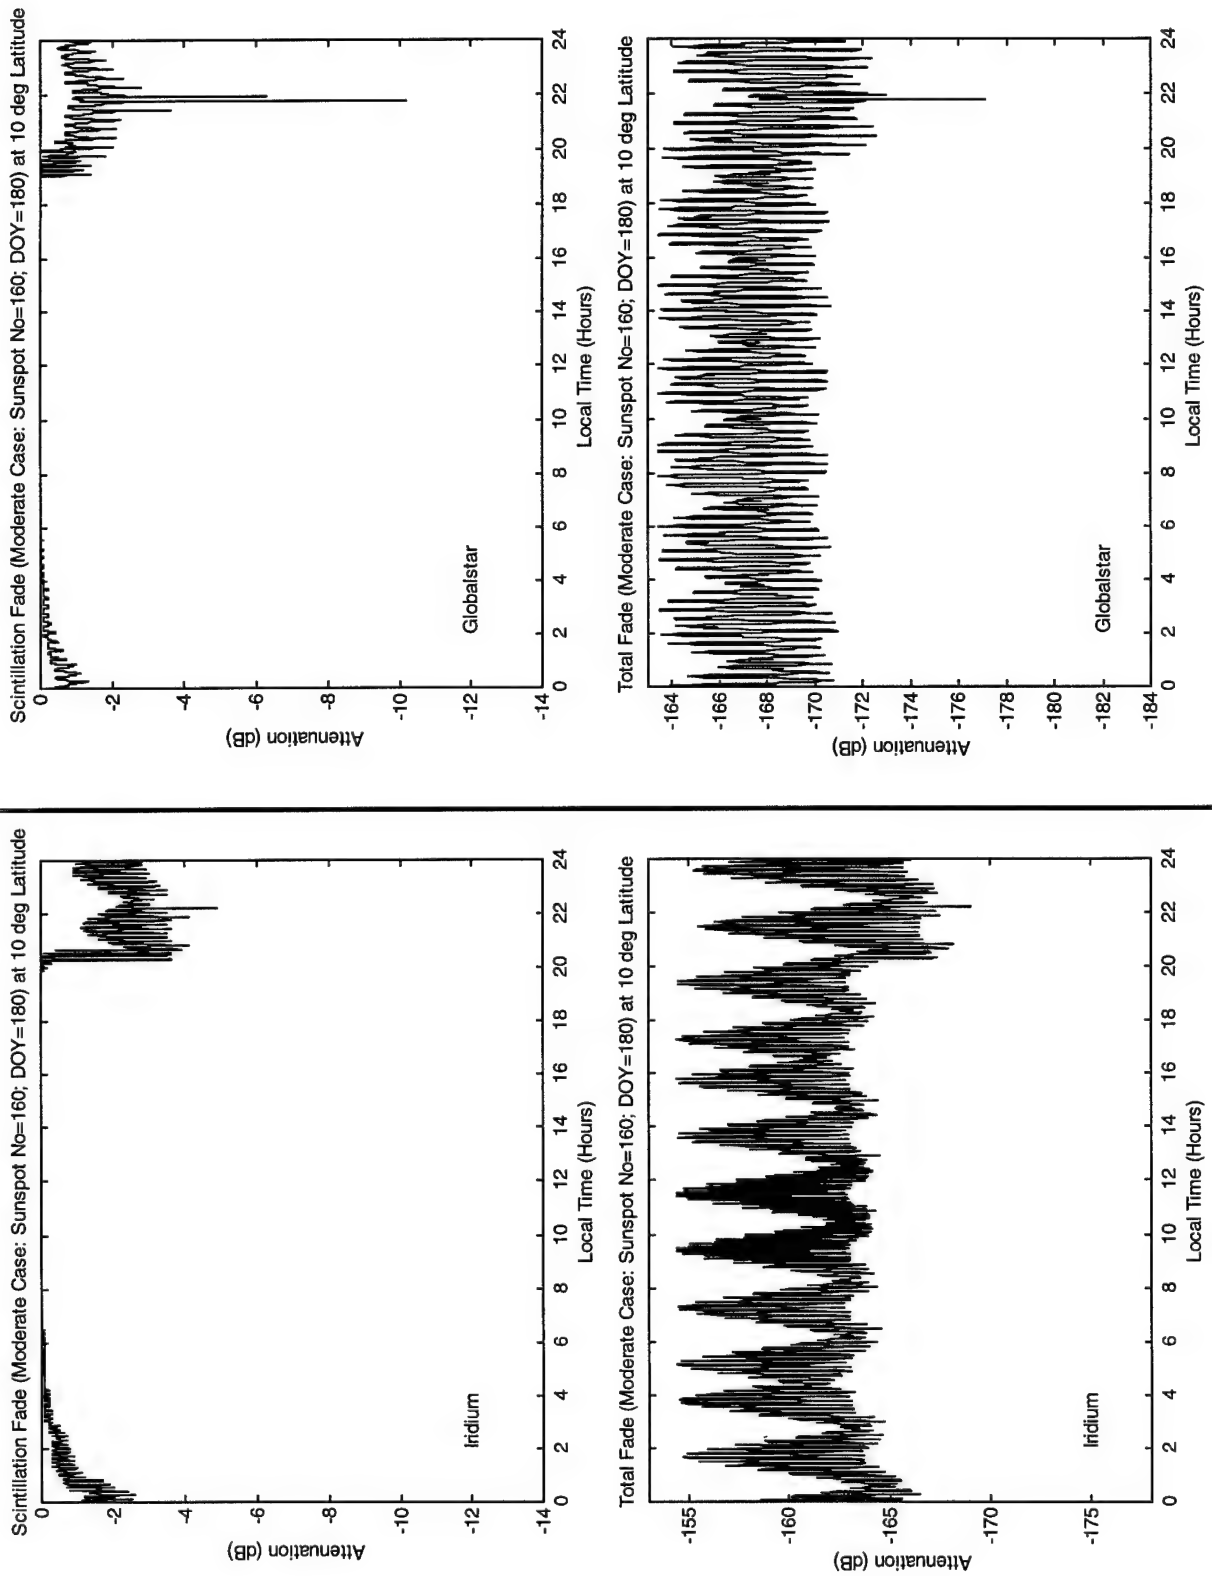 Scintillation Fade (Moderate Case: Sunspot No=160; DOY=180) at 10 deg Latitude
0
-2
-4
-6
-8
-10
-12
-14
Attenuation (dB)
Iridium
0 2 4 6 8 10 12 14 16 18 20 22 24
Local Time (Hours)
Total Fade (Moderate Case: Sunspot No=160; DOY=180) at 10 deg Latitude
-155
-160
-165
-170
-175
Attenuation (dB)
Iridium
0 2 4 6 8 10 12 14 16 18 20 22 24
Local Time (Hours)
Scintillation Fade (Moderate Case: Sunspot No=160; DOY=180) at 10 deg Latitude
0
-2
-4
-6
-8
-10
-12
-14
Attenuation (dB)
Globalstar
0 2 4 6 8 10 12 14 16 18 20 22 24
Local Time (Hours)
Total Fade (Moderate Case: Sunspot No=160; DOY=180) at 10 deg Latitude
-164
-166
-168
-170
-172
-174
-176
-178
-180
-182
-184
Attenuation (dB)
Globalstar
0 2 4 6 8 10 12 14 16 18 20 22 24
Local Time (Hours)